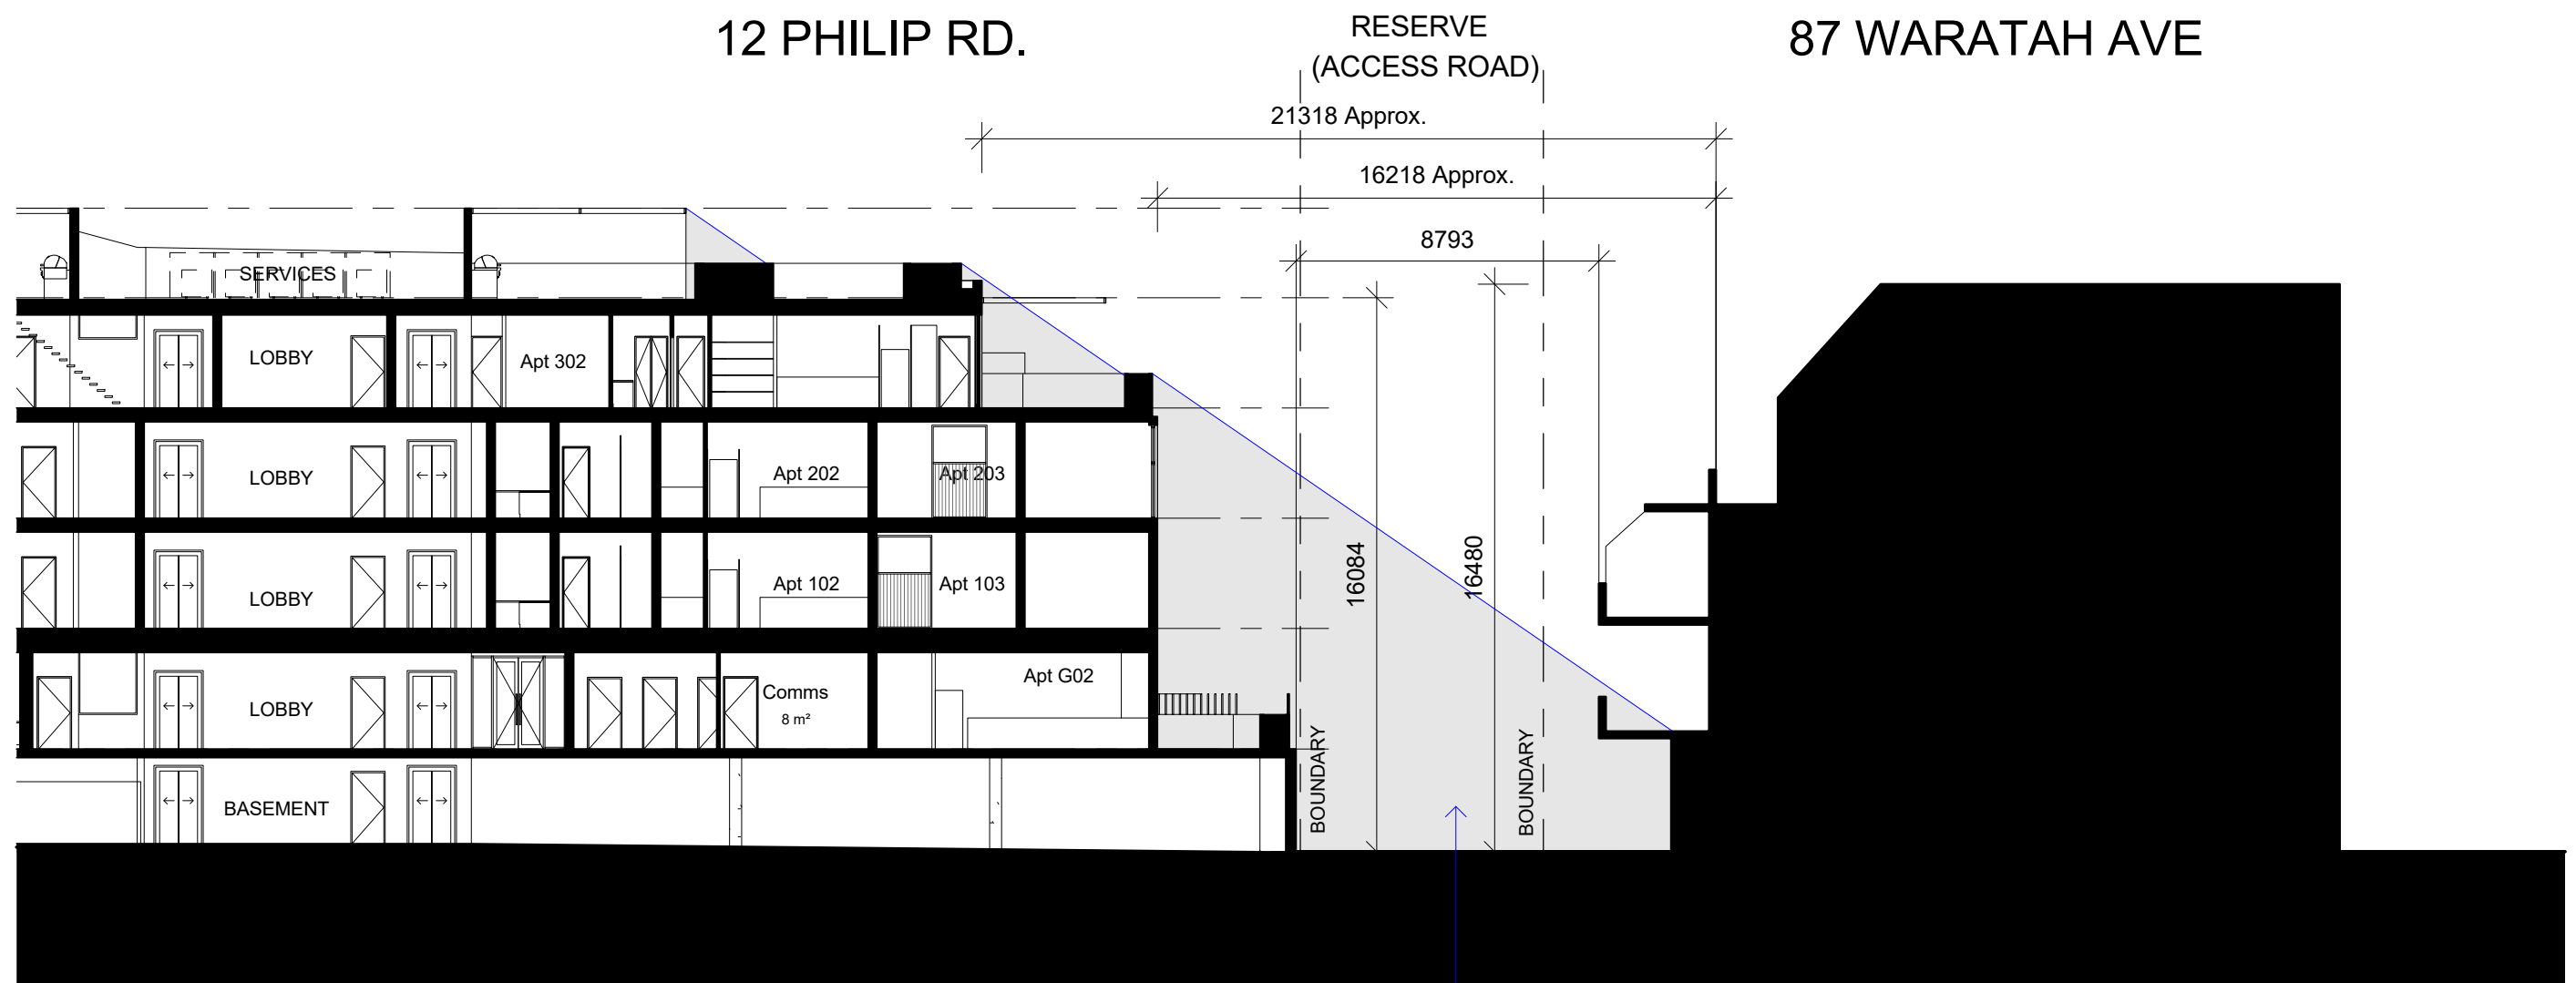 12 PHILIP RD.
RESERVE
(ACCESS ROAD)
87 WARATAH AVE
21318 Approx.
16218 Approx.
8793
SERVICES
LOBBY
Apt 302
LOBBY
Apt 202
Apt 203
LOBBY
Apt 102
Apt 103
16084
16480
LOBBY
Comms
8 m²
Apt G02
BASEMENT
BOUNDARY
BOUNDARY